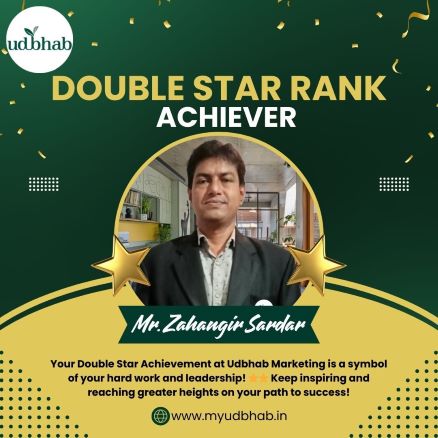 udbhab
DOUBLE STAR RANK
ACHIEVER
Mr. Zahangir Sardar
Your Double Star Achievement at Udbhab Marketing is a symbol
of your hard work and leadership! ⭐⭐ Keep inspiring and
reaching greater heights on your path to success!
www.myudbhab.in